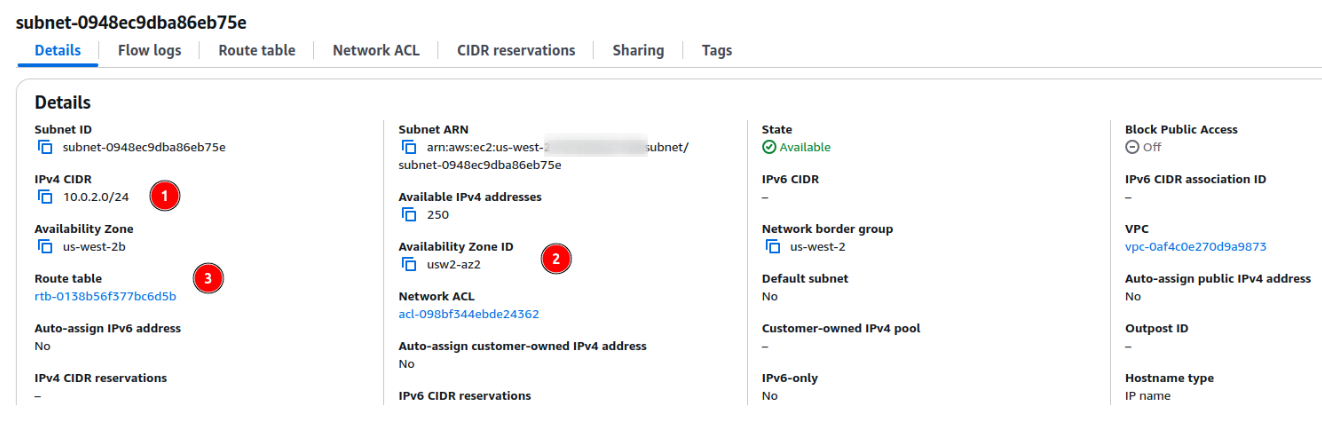 subnet-0948ec9dba86eb75e
Details
Flow logs
Route table
Network ACL
CIDR reservations
Sharing
Tags
Details
Subnet ID
subnet-0948ec9dba86eb75e
IPv4 CIDR
10.0.2.0/24
1
Availability Zone
us-west-2b
Route table
3
rtb-0138b56f377bc6d5b
Auto-assign IPv6 address
No
IPv4 CIDR reservations
–
Subnet ARN
arn:aws:ec2:us-west-2 subnet/
subnet-0948ec9dba86eb75e
Available IPv4 addresses
250
Availability Zone ID
usw2-az2
2
Network ACL
acl-098bf344ebde24362
Auto-assign customer-owned IPv4 address
No
IPv6 CIDR reservations
State
Available
IPv6 CIDR
–
Network border group
us-west-2
Default subnet
No
Customer-owned IPv4 pool
–
IPv6-only
No
Block Public Access
Off
IPv6 CIDR association ID
–
VPC
vpc-0af4c0e270d9a9873
Auto-assign public IPv4 address
No
Outpost ID
–
Hostname type
IP name